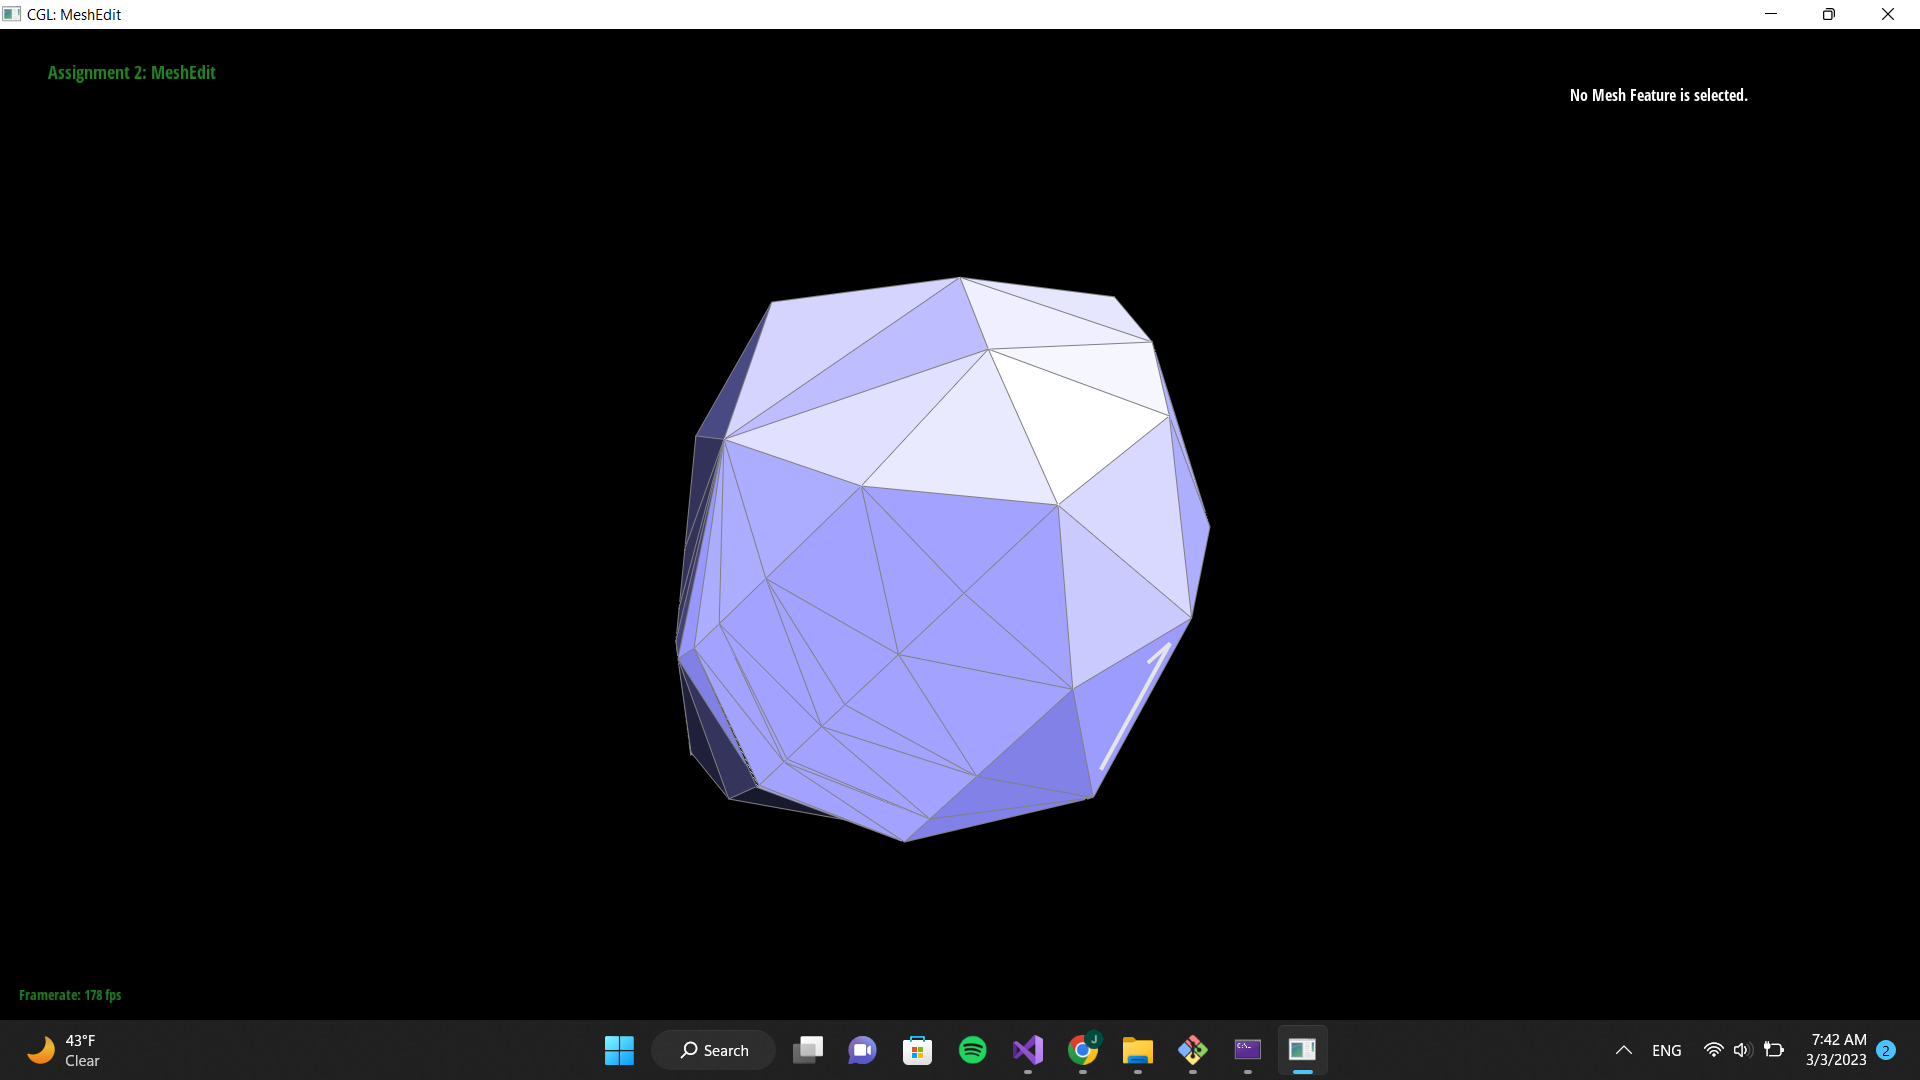 CGL: MeshEdit
Assignment 2: MeshEdit
No Mesh Feature is selected.
Framerate: 178 fps
43°F
Clear
Search
J
C:\_
ENG
7:42 AM
3/3/2023
2